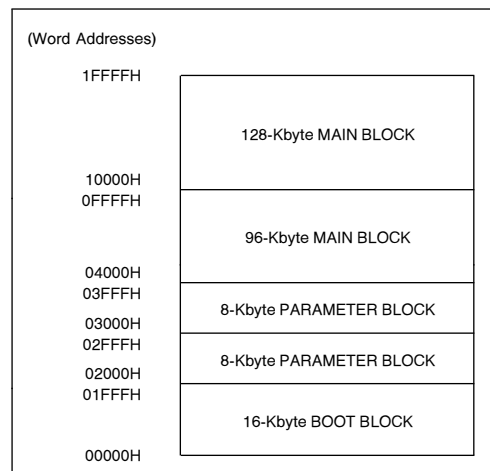 (Word Addresses)
1FFFFH
128-Kbyte MAIN BLOCK
10000H
0FFFFH
96-Kbyte MAIN BLOCK
04000H
03FFFH
8-Kbyte PARAMETER BLOCK
03000H
02FFFH
8-Kbyte PARAMETER BLOCK
02000H
01FFFH
16-Kbyte BOOT BLOCK
00000H